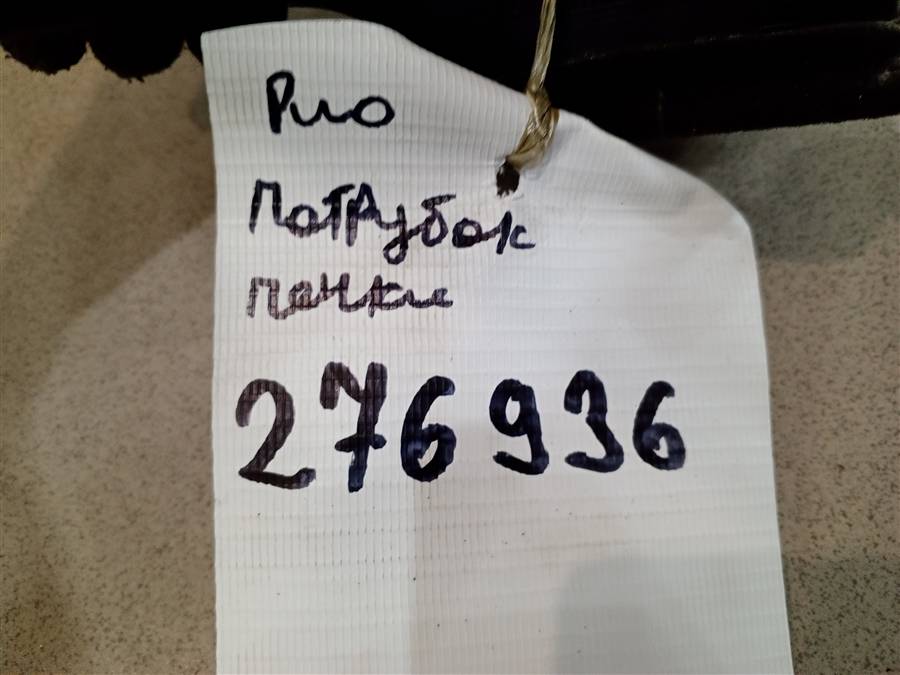 Рио
Патрубок
печки
276936